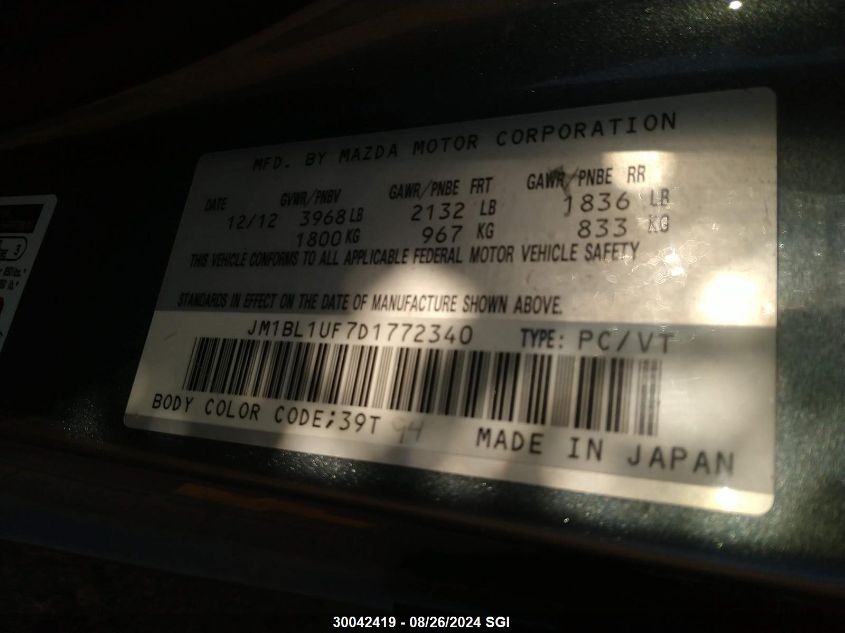 MFD. BY MAZDA MOTOR CORPORATION
DATE GVWR/PNBV GAWR/PNBE FRT GAWR/PNBE RR
12/12 3968 LB 2132 LB 1836 LB
1800 KG 967 KG 833 KG
THIS VEHICLE CONFORMS TO ALL APPLICABLE FEDERAL MOTOR VEHICLE SAFETY
STANDARDS IN EFFECT ON THE DATE OF MANUFACTURE SHOWN ABOVE.
JM1BL1UF7D1772340 TYPE: PC/VT
BODY COLOR CODE;39T 94 MADE IN JAPAN
3
30042419 - 08/26/2024 SGI